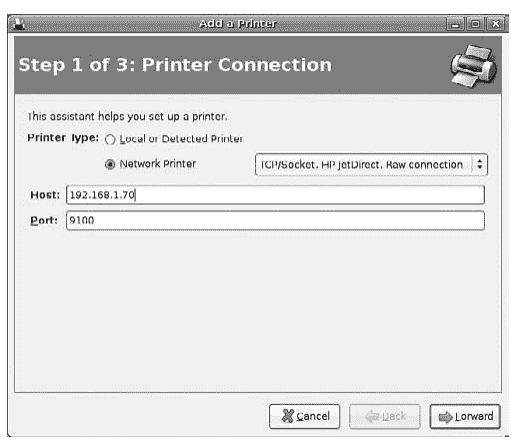 Add a Printer
Step 1 of 3: Printer Connection
This assistant helps you set up a printer.
Printer Type: Local or Detected Printer
Network Printer TCP/Socket, HP JetDirect, Raw connection
Host: 192.168.1.70
Port: 9100
Cancel Back Forward